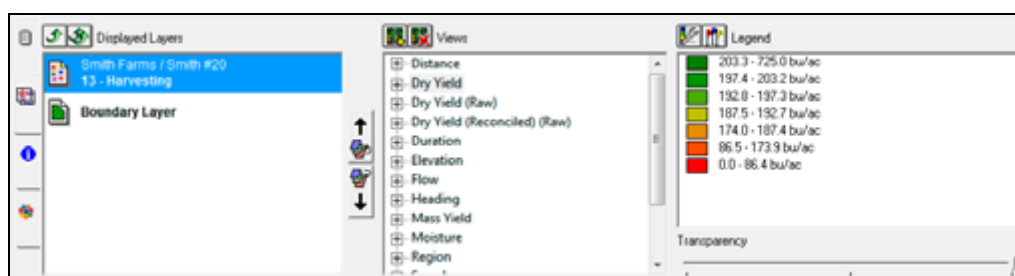 Displayed Layers
Smith Farms / Smith #20
13 - Harvesting
Boundary Layer
Views
Distance
Dry Yield
Dry Yield (Raw)
Dry Yield (Reconciled) (Raw)
Duration
Elevation
Flow
Heading
Mass Yield
Moisture
Region
Legend
203.3 - 725.0 bu/ac
197.4 - 203.2 bu/ac
192.8 - 197.3 bu/ac
187.5 - 192.7 bu/ac
174.0 - 187.4 bu/ac
86.5 - 173.9 bu/ac
0.0 - 86.4 bu/ac
Transparency